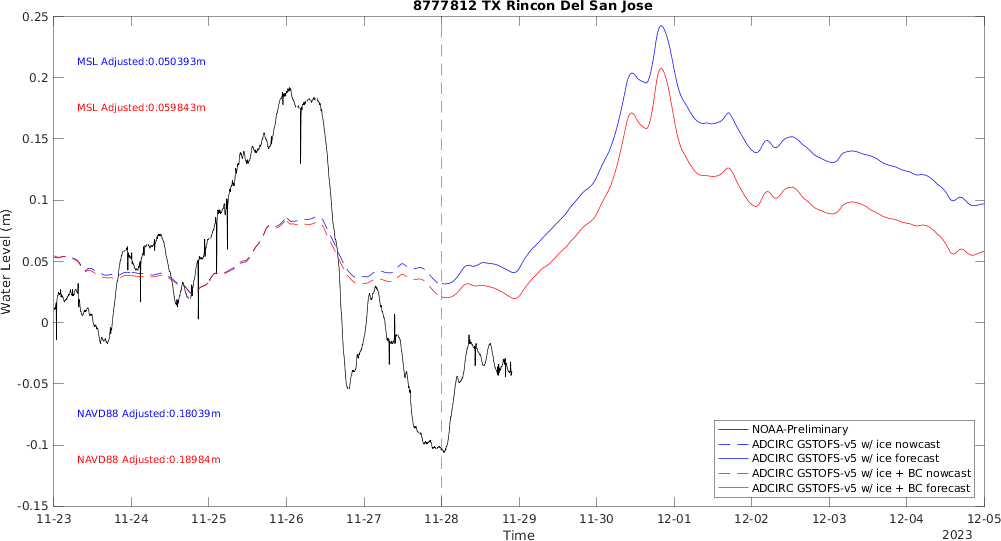 8777812 TX Rincon Del San Jose
Water Level (m)
0.25
0.2
0.15
0.1
0.05
0
-0.05
-0.1
-0.15
MSL Adjusted:0.050393m
MSL Adjusted:0.059843m
NAVD88 Adjusted:0.18039m
NAVD88 Adjusted:0.18984m
NOAA-Preliminary
ADCIRC GSTOFS-v5 w/ ice nowcast
ADCIRC GSTOFS-v5 w/ ice forecast
ADCIRC GSTOFS-v5 w/ ice + BC nowcast
ADCIRC GSTOFS-v5 w/ ice + BC forecast
11-23 11-24 11-25 11-26 11-27 11-28 11-29 11-30 12-01 12-02 12-03 12-04 12-05
Time
2023